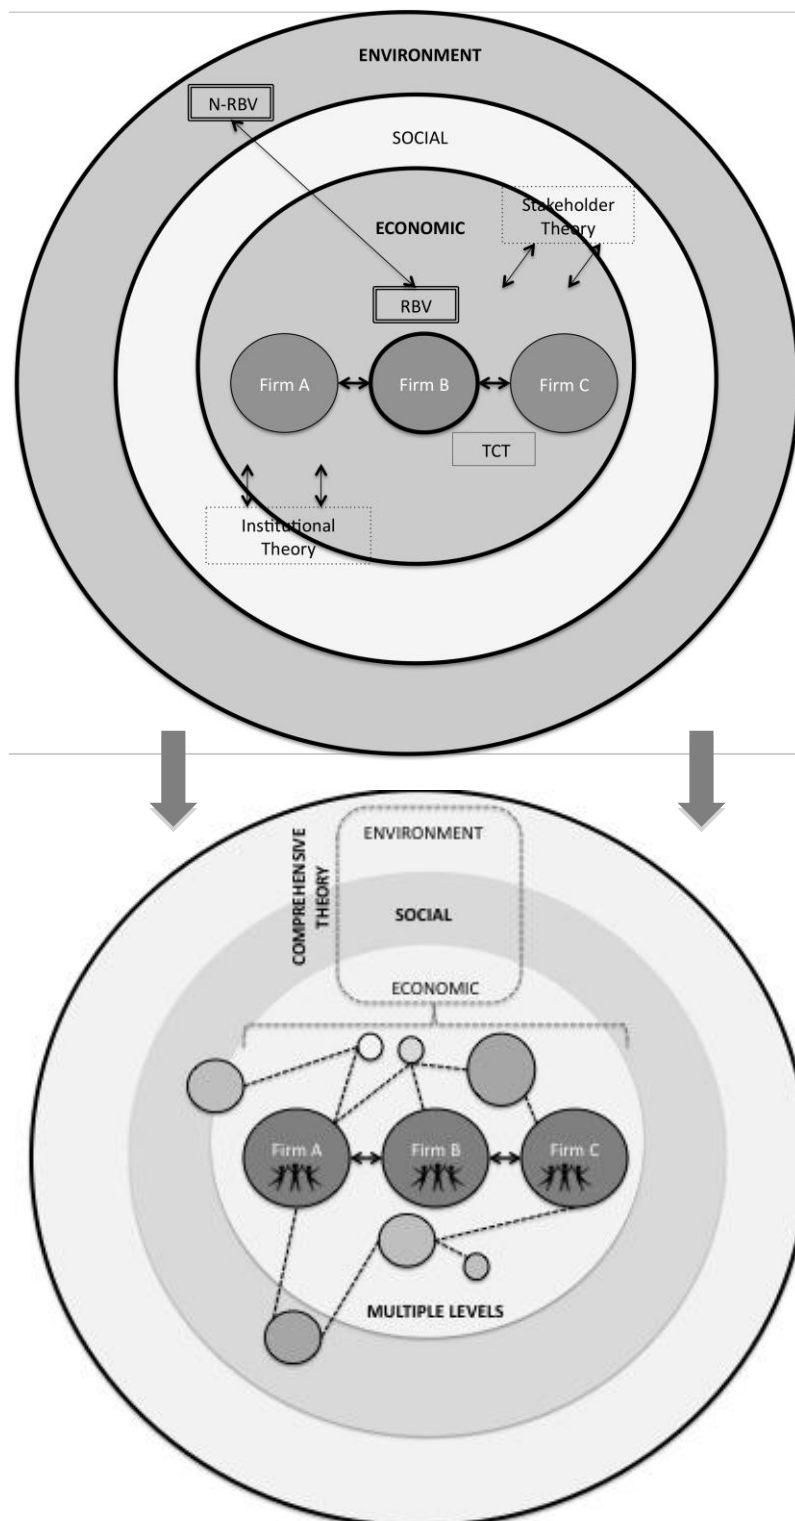 ENVIRONMENT
N-RBV
SOCIAL
Stakeholder
Theory
ECONOMIC
RBV
Firm A
Firm B
Firm C
TCT
Institutional
Theory
COMPREHENSIVE
THEORY
ENVIRONMENT
SOCIAL
ECONOMIC
Firm A
Firm B
Firm C
MULTIPLE LEVELS